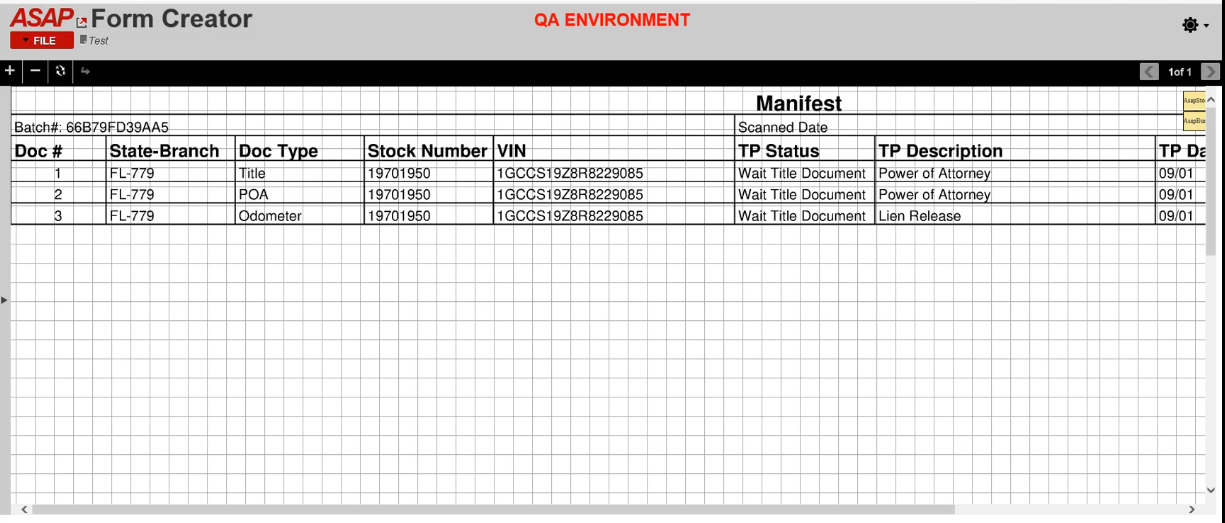 ASAP Form Creator
QA ENVIRONMENT
FILE
Test
1of 1
Manifest
Batch#: 66B79FD39AA5 Scanned Date
Doc # State-Branch Doc Type Stock Number VIN TP Status TP Description TP Da
1 FL-779 Title 19701950 1GCCS19Z8R8229085 Wait Title Document Power of Attorney 09/01
2 FL-779 POA 19701950 1GCCS19Z8R8229085 Wait Title Document Power of Attorney 09/01
3 FL-779 Odometer 19701950 1GCCS19Z8R8229085 Wait Title Document Lien Release 09/01